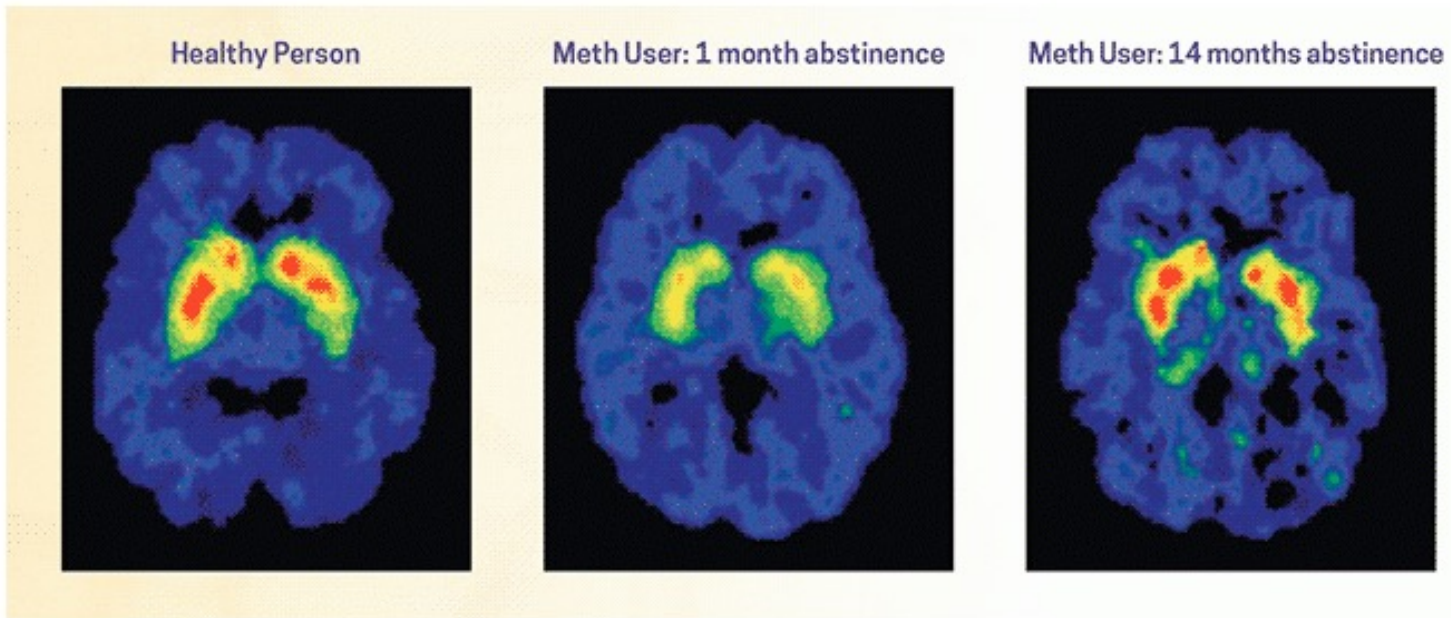 Healthy Person
Meth User: 1 month abstinence
Meth User: 14 months abstinence